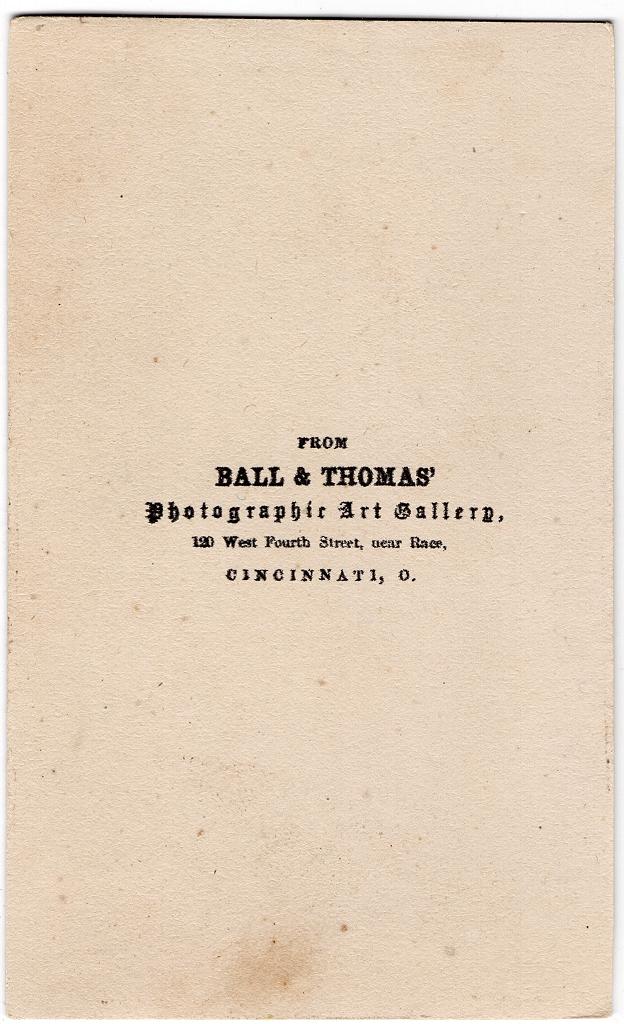 FROM
BALL & THOMAS'
Photographic Art Gallery,
120 West Fourth Street, near Race,
CINCINNATI, O.